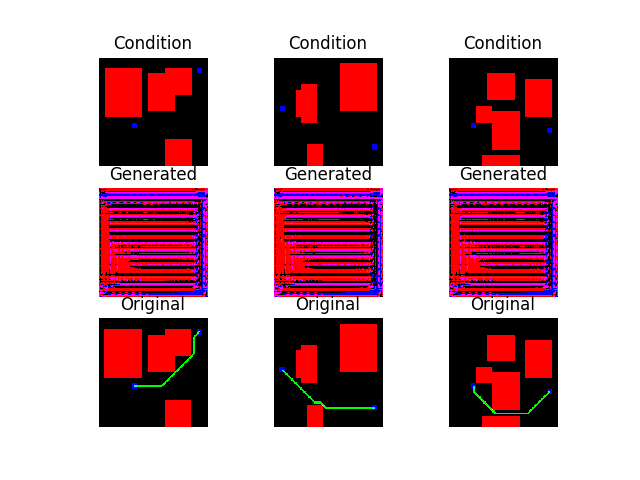 Condition
Condition
Condition
Generated
Generated
Generated
Original
Original
Original